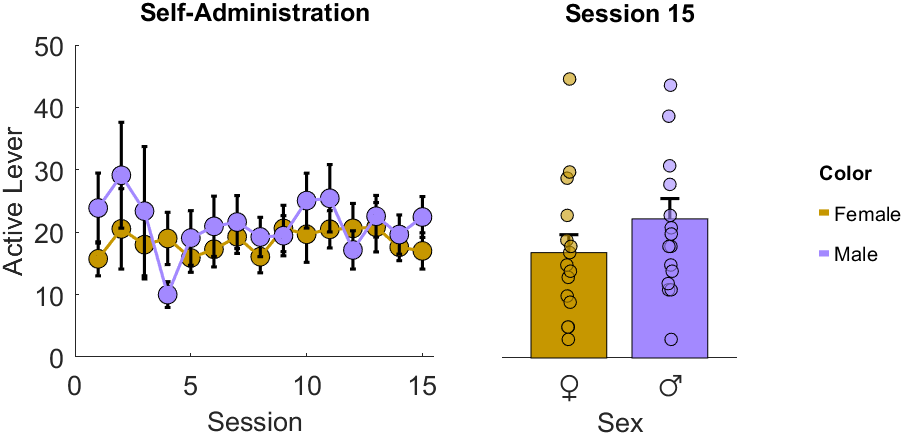 Self-Administration
Active Lever
50
40
30
20
10
0
0 5 10 15
Session
Session 15
♀ ♂
Sex
Color
Female
Male